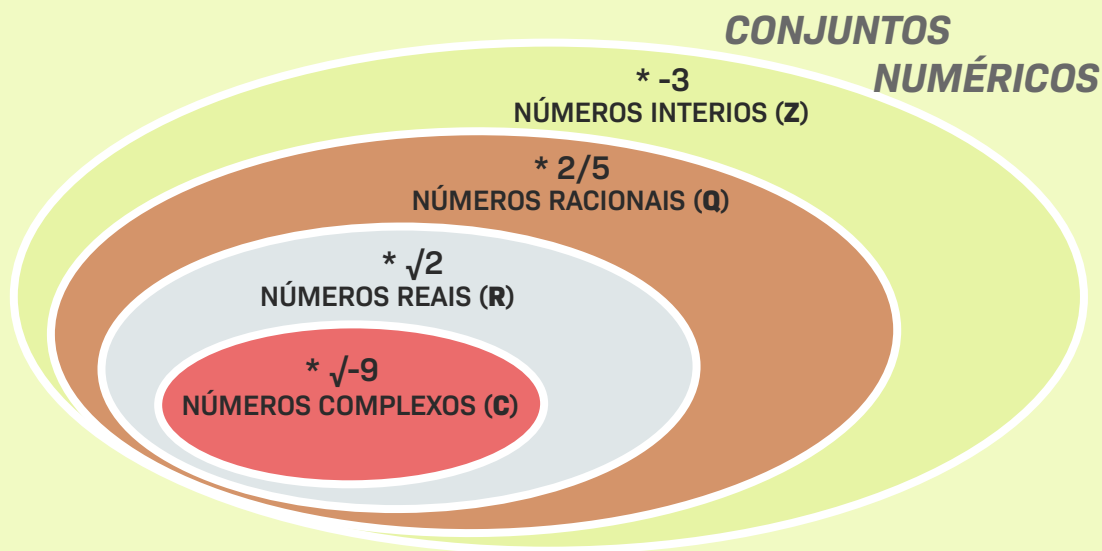 CONJUNTOS
NUMÉRICOS
* -3
NÚMEROS INTERIOS (Z)
* 2/5
NÚMEROS RACIONAIS (Q)
* √2
NÚMEROS REAIS (R)
* √-9
NÚMEROS COMPLEXOS (C)